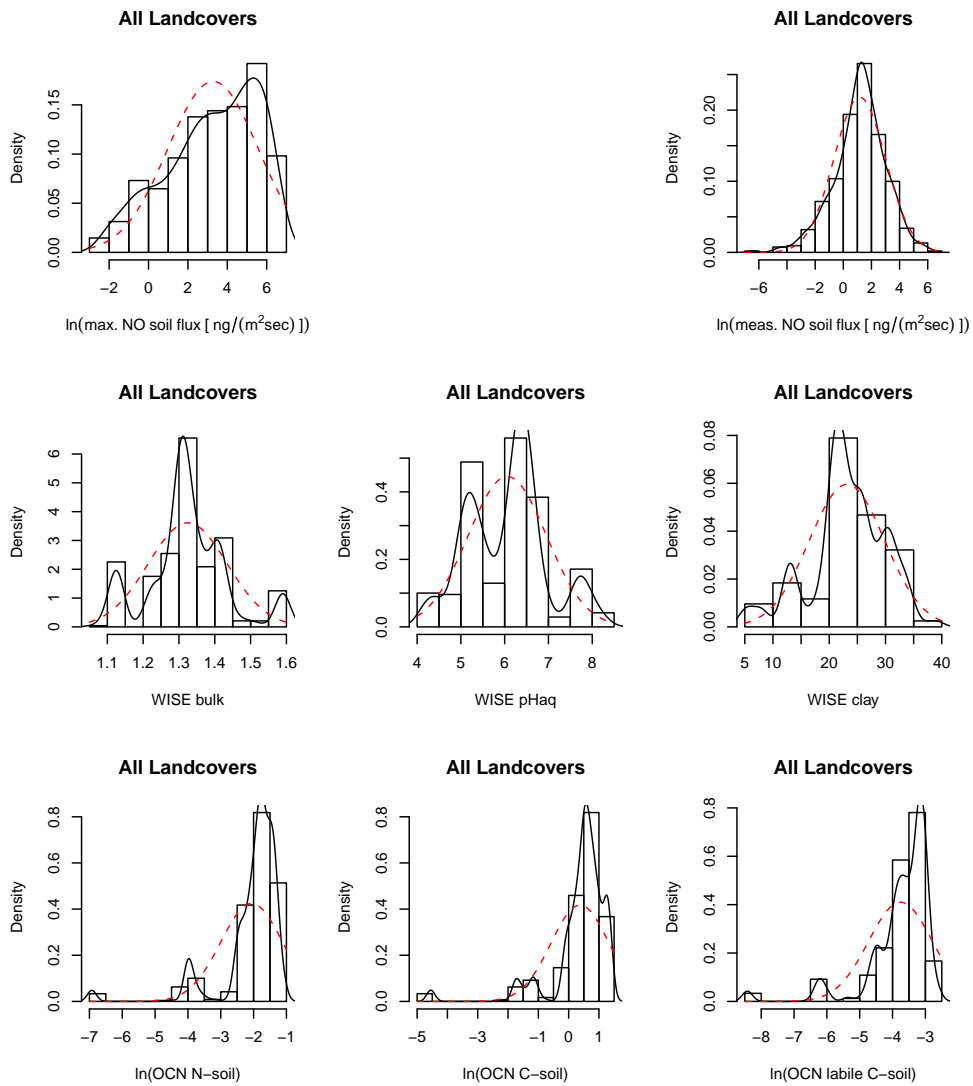 All Landcovers
Density
0.00 0.05 0.10 0.15
−2 0 2 4 6
ln(max. NO soil flux [ ng/(m²sec) ])
All Landcovers
Density
0.00 0.10 0.20
−6 −2 0 2 4 6
ln(meas. NO soil flux [ ng/(m²sec) ])
All Landcovers
Density
0 1 2 3 4 5 6
1.1 1.2 1.3 1.4 1.5 1.6
WISE bulk
All Landcovers
Density
0.0 0.2 0.4
4 5 6 7 8
WISE pHaq
All Landcovers
Density
0.00 0.02 0.04 0.06 0.08
5 10 20 30 40
WISE clay
All Landcovers
Density
0.0 0.2 0.4 0.6 0.8
−7 −6 −5 −4 −3 −2 −1
ln(OCN N−soil)
All Landcovers
Density
0.0 0.2 0.4 0.6 0.8
−5 −4 −3 −2 −1 0 1
ln(OCN C−soil)
All Landcovers
Density
0.0 0.2 0.4 0.6 0.8
−8 −7 −6 −5 −4 −3
ln(OCN labile C−soil)